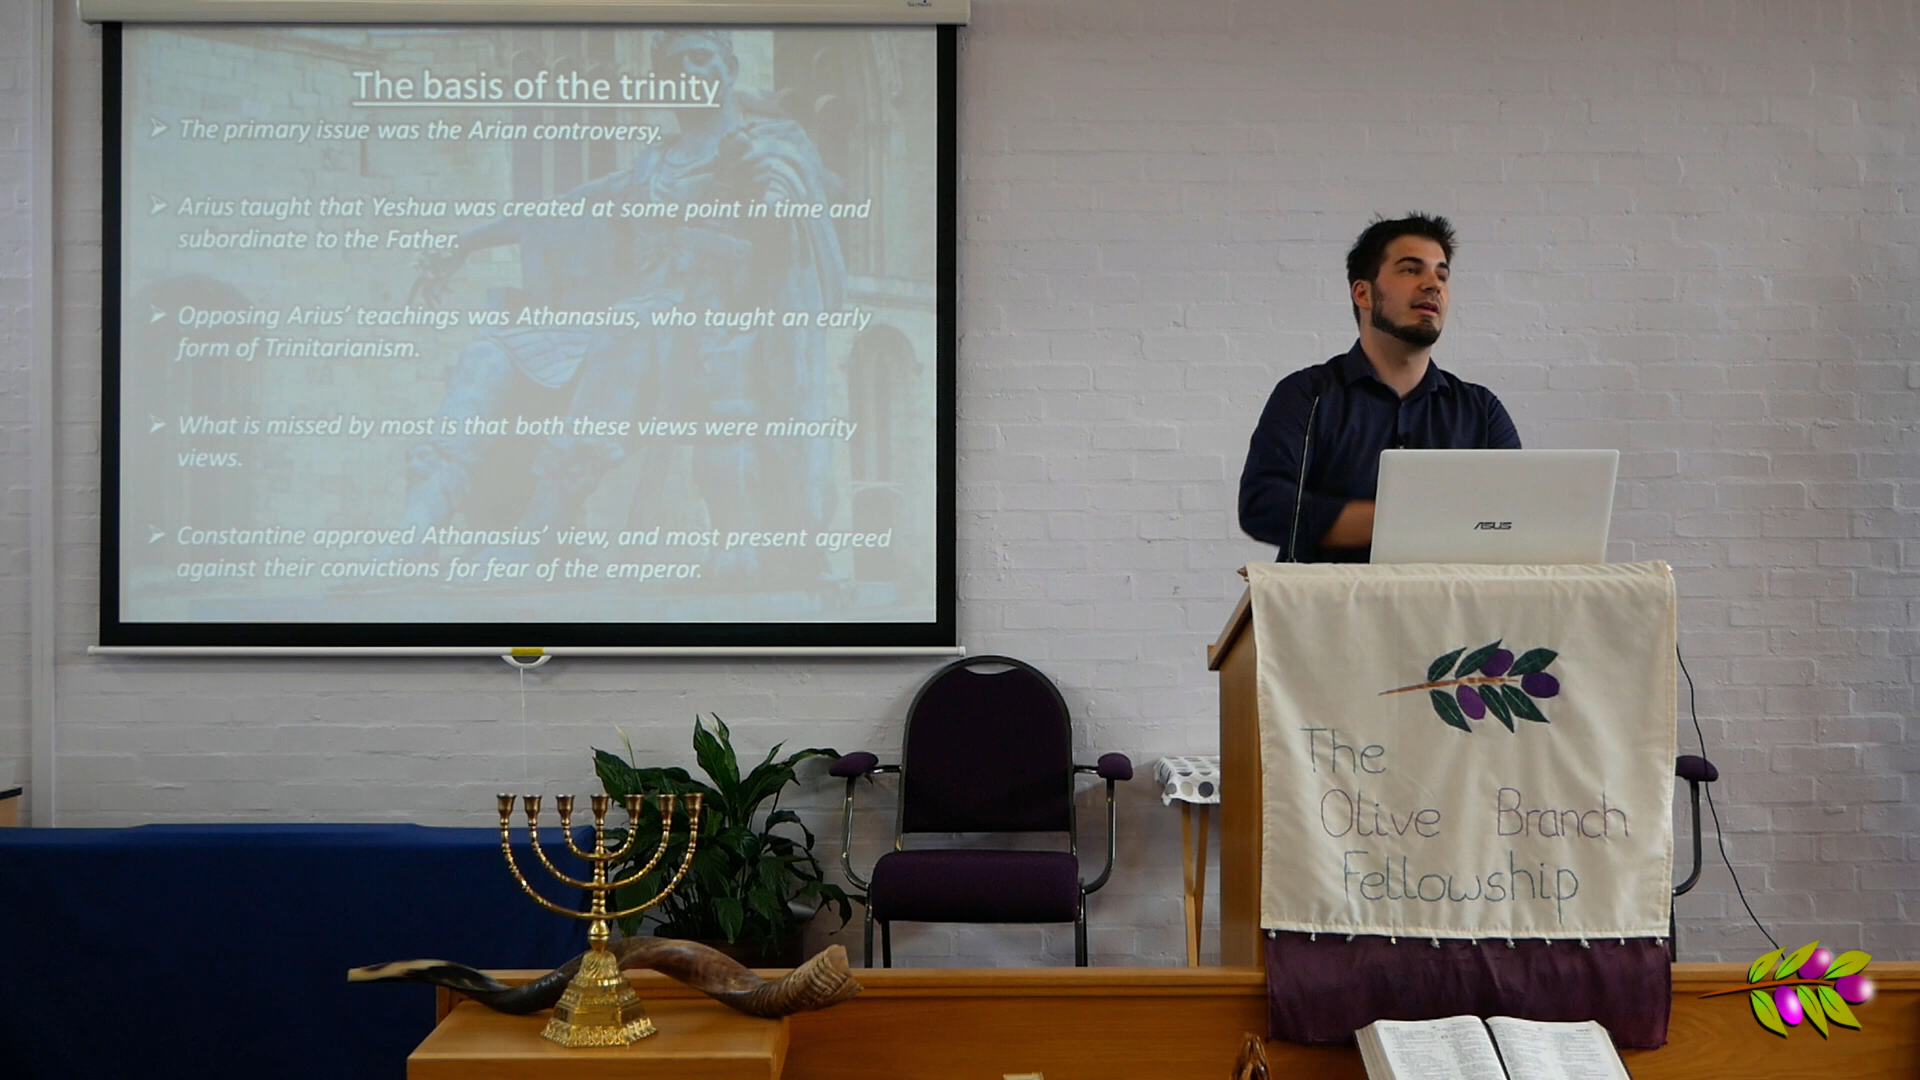 The basis of the trinity
➢ The primary issue was the Arian controversy.
➢ Arius taught that Yeshua was created at some point in time and
subordinate to the Father.
➢ Opposing Arius’ teachings was Athanasius, who taught an early
form of Trinitarianism.
➢ What is missed by most is that both these views were minority
views.
➢ Constantine approved Athanasius’ view, and most present agreed
against their convictions for fear of the emperor.
ASUS
The
Olive Branch
Fellowship